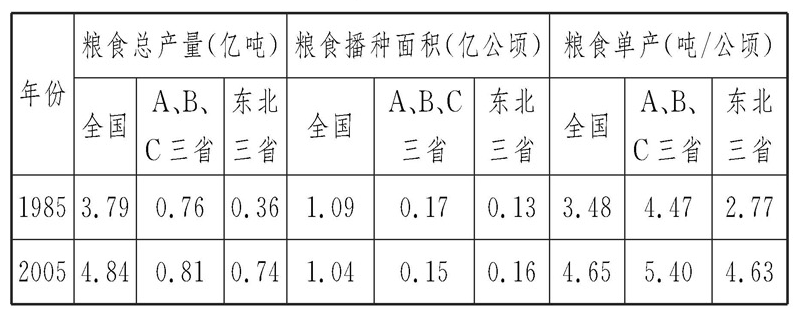 年份 粮食总产量(亿吨) 粮食播种面积(亿公顷) 粮食单产(吨/公顷)
全国 A、B、C三省 东北三省 全国 A、B、C三省 东北三省 全国 A、B、C三省 东北三省
1985 3.79 0.76 0.36 1.09 0.17 0.13 3.48 4.47 2.77
2005 4.84 0.81 0.74 1.04 0.15 0.16 4.65 5.40 4.63